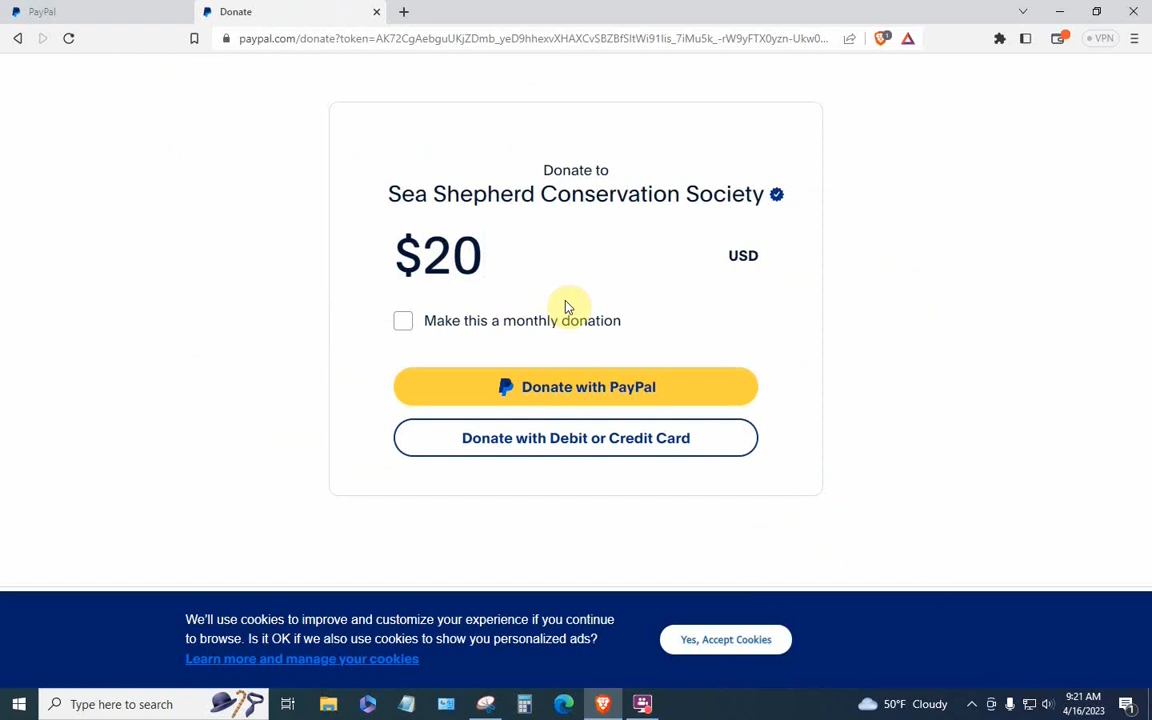 PayPal
Donate
paypal.com/donate?token=AK72CgAebguUKjZDmb_yeD9hhexvXHAXCvSBZBfSltWi91Iis_7iMu5k_-rW9yFTX0yzn-Ukw0...
1
VPN
Donate to
Sea Shepherd Conservation Society
$20
USD
Make this a monthly donation
Donate with PayPal
Donate with Debit or Credit Card
We'll use cookies to improve and customize your experience if you continue
to browse. Is it OK if we also use cookies to show you personalized ads?
Learn more and manage your cookies
Yes, Accept Cookies
Type here to search
50°F Cloudy
9:21 AM
4/16/2023
1